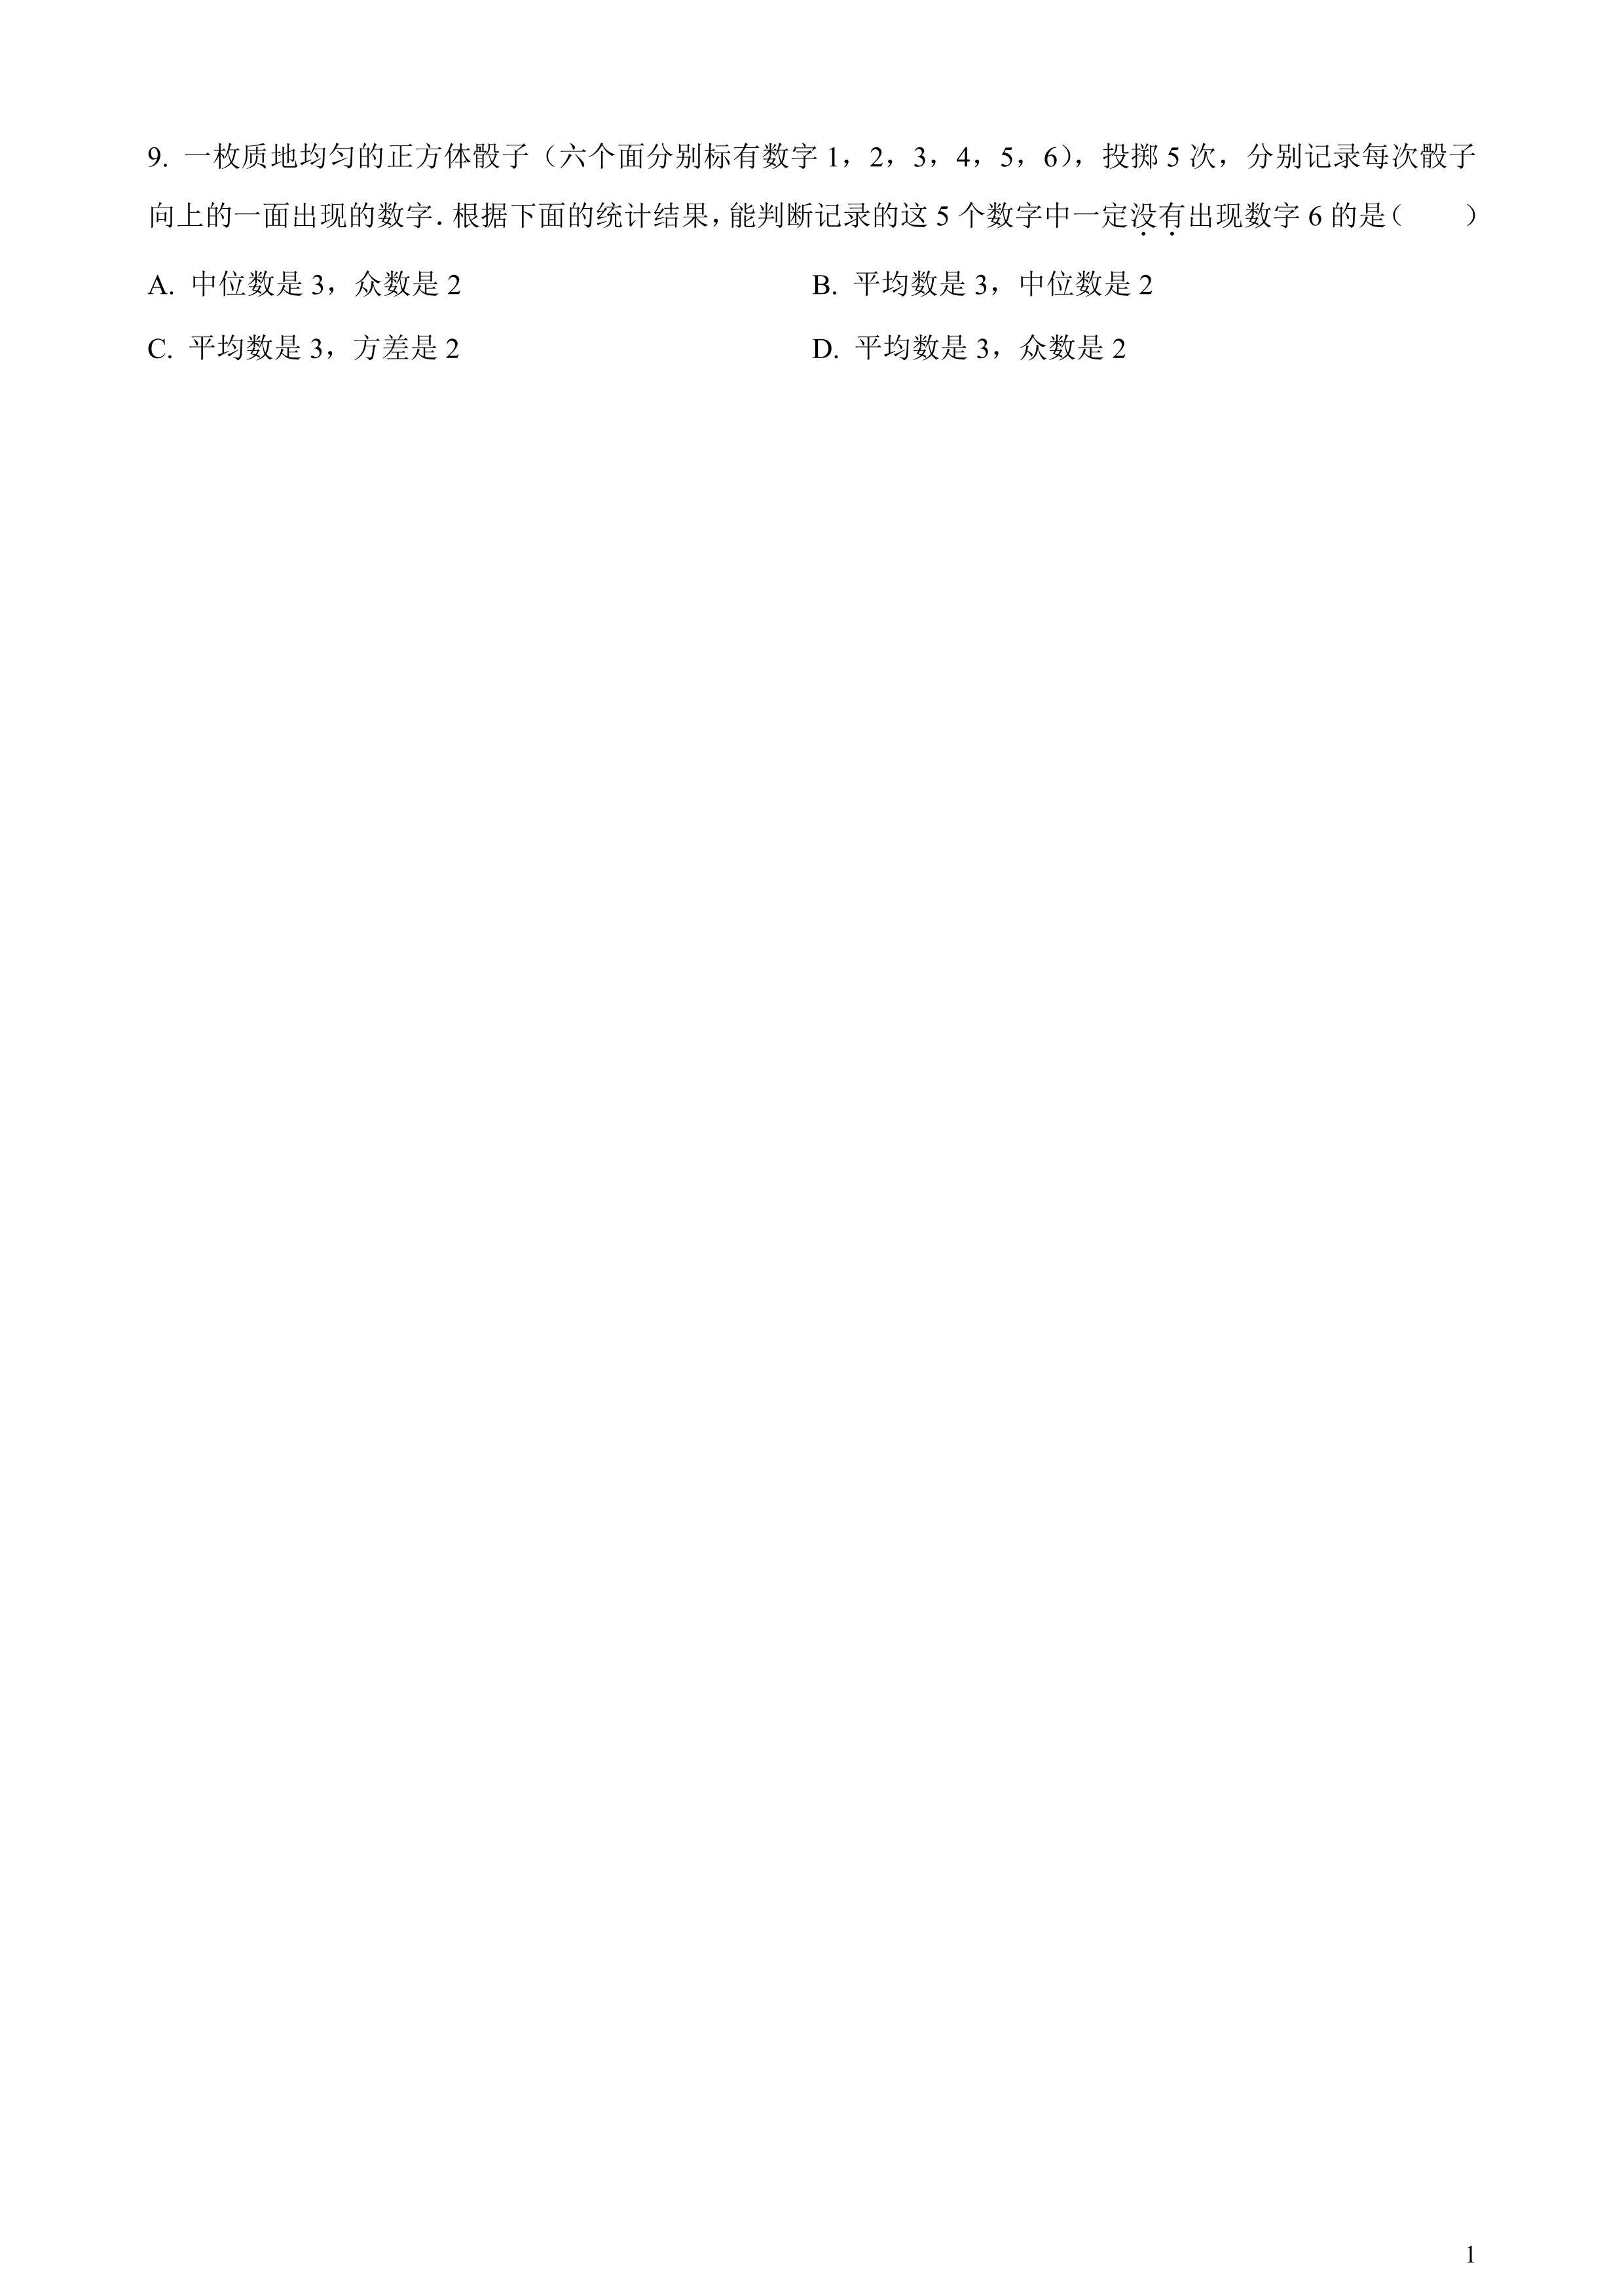 9. 一枚质地均匀的正方体骰子（六个面分别标有数字 1，2，3，4，5，6），投掷 5 次，分别记录每次骰子
向上的一面出现的数字．根据下面的统计结果，能判断记录的这 5 个数字中一定没有出现数字 6 的是（　　）
A. 中位数是 3，众数是 2　　B. 平均数是 3，中位数是 2
C. 平均数是 3，方差是 2　　D. 平均数是 3，众数是 2
1